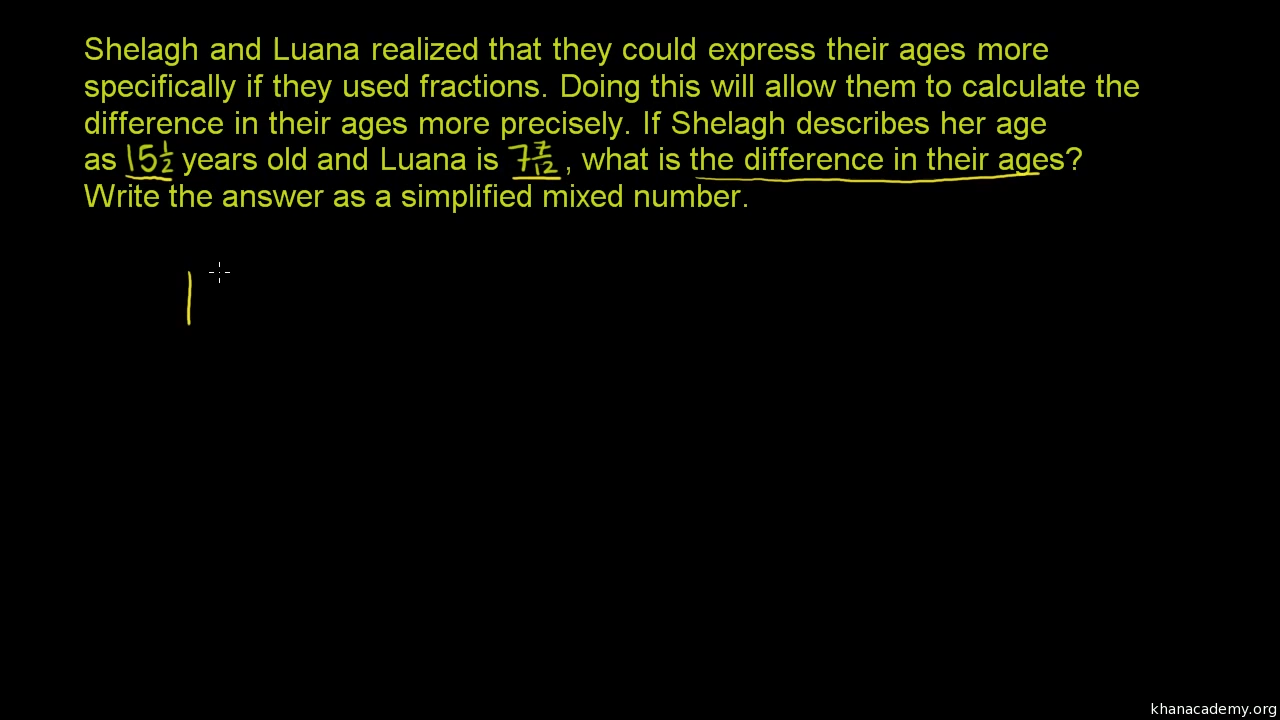 Shelagh and Luana realized that they could express their ages more
specifically if they used fractions. Doing this will allow them to calculate the
difference in their ages more precisely. If Shelagh describes her age
as 15 1/2 years old and Luana is 7 7/12, what is the difference in their ages?
Write the answer as a simplified mixed number.
1
khanacademy.org